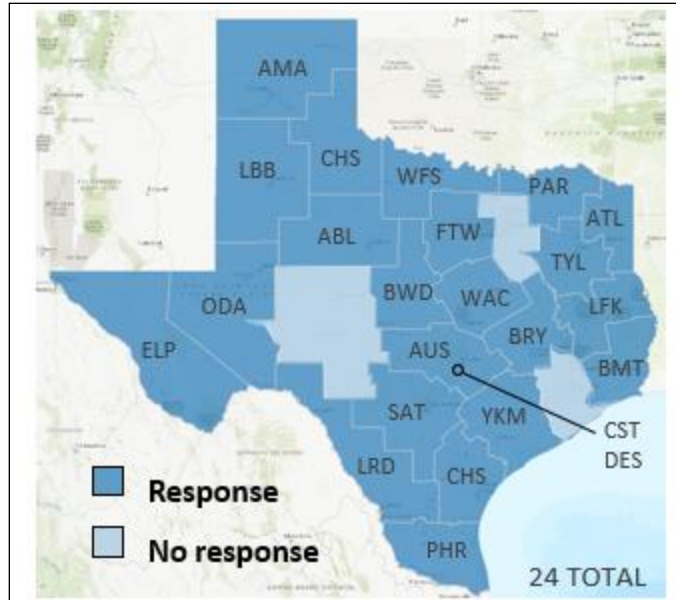 AMA
LBB
CHS
WFS
PAR
ATL
ABL
FTW
TYL
ODA
BWD
WAC
LFK
ELP
AUS
BRY
BMT
SAT
YKM
CST
DES
LRD
CHS
PHR
Response
No response
24 TOTAL